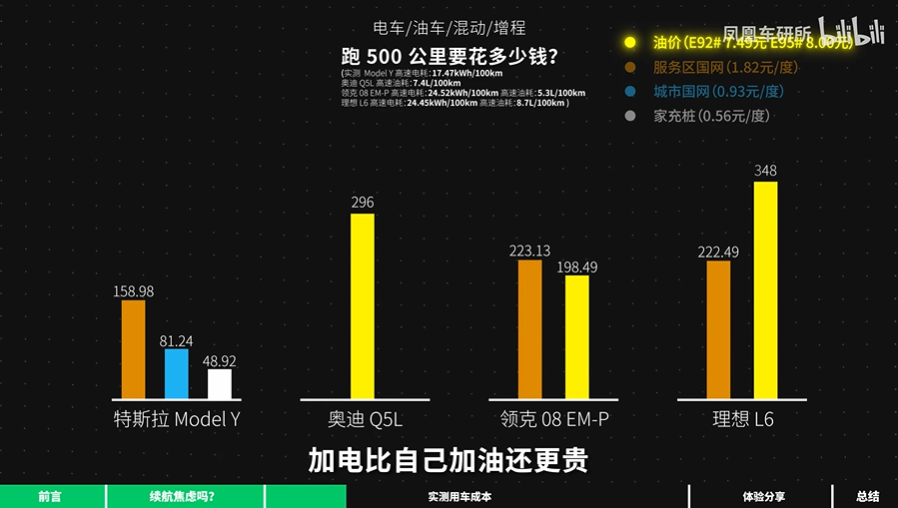 电车/油车/混动/增程
跑 500 公里要花多少钱?
(实测 Model Y 高速电耗:17.47kWh/100km
奥迪 Q5L 高速油耗:7.4L/100km
领克 08 EM-P 高速电耗:24.52kWh/100km 高速油耗:5.3L/100km
理想 L6 高速电耗:24.45kWh/100km 高速油耗:8.7L/100km )
凤凰车研所 bilibili
油价(E92# 7.49元 E95# 8.00元)
服务区国网(1.82元/度)
城市国网(0.93元/度)
家充桩(0.56元/度)
158.98
81.24
48.92
296
223.13
198.49
222.49
348
特斯拉 Model Y
奥迪 Q5L
领克 08 EM-P
理想 L6
加电比自己加油还更贵
前言
续航焦虑吗?
实测用车成本
体验分享
总结